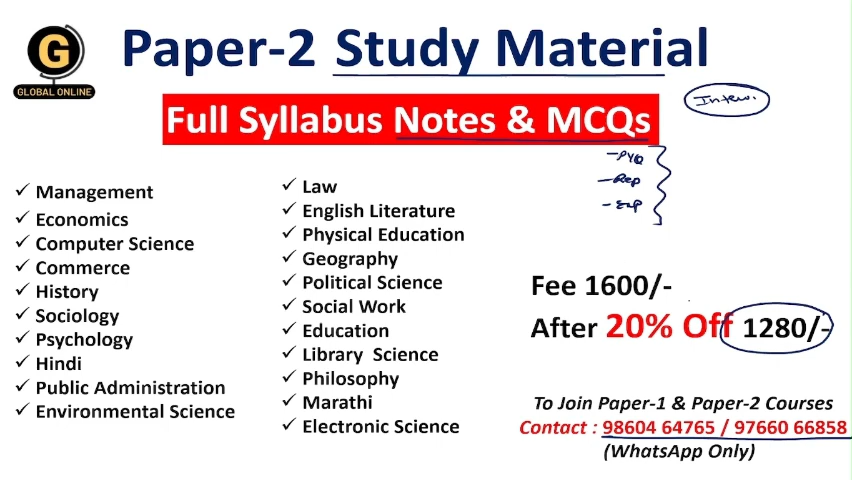 G
GLOBAL ONLINE
Paper-2 Study Material
Full Syllabus Notes & MCQs
- PYQ
- Rep
Management
Economics
Computer Science
Commerce
History
Sociology
Psychology
Hindi
Public Administration
Environmental Science
Law
English Literature
Physical Education
Geography
Political Science
Social Work
Education
Library Science
Philosophy
Marathi
Electronic Science
Fee 1600/-
After 20% Off 1280/-
To Join Paper-1 & Paper-2 Courses
Contact : 98604 64765 / 97660 66858
(WhatsApp Only)